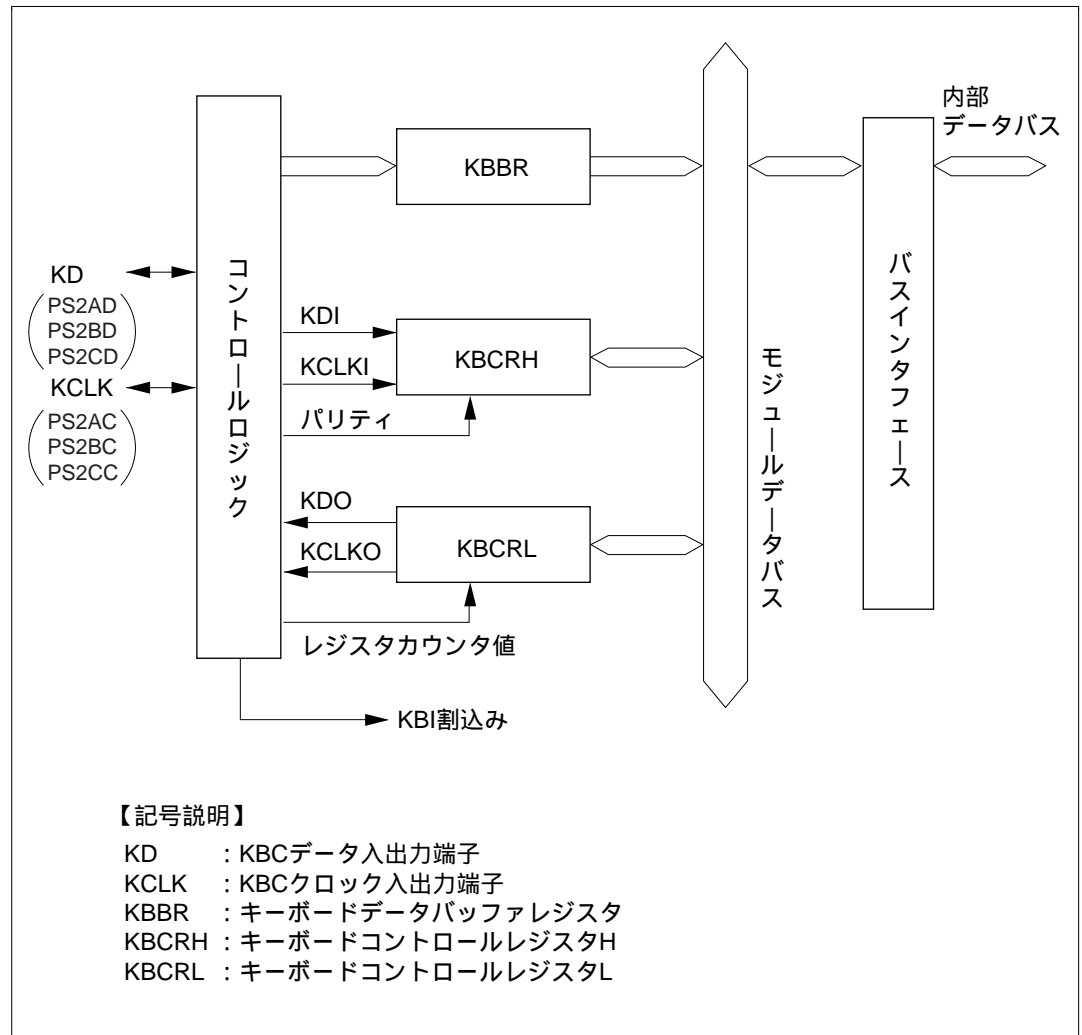 内部
データバス
KBBR
KD
PS2AD
PS2BD
PS2CD
KCLK
PS2AC
PS2BC
PS2CC
コントロールロジック
KDI
KCLKI
パリティ
KBCRH
KDO
KCLKO
KBCRL
レジスタカウンタ値
モジュールデータバス
バスインタフェース
KBI割込み
【記号説明】
KD : KBCデータ入出力端子
KCLK : KBCクロック入出力端子
KBBR : キーボードデータバッファレジスタ
KBCRH : キーボードコントロールレジスタH
KBCRL : キーボードコントロールレジスタL